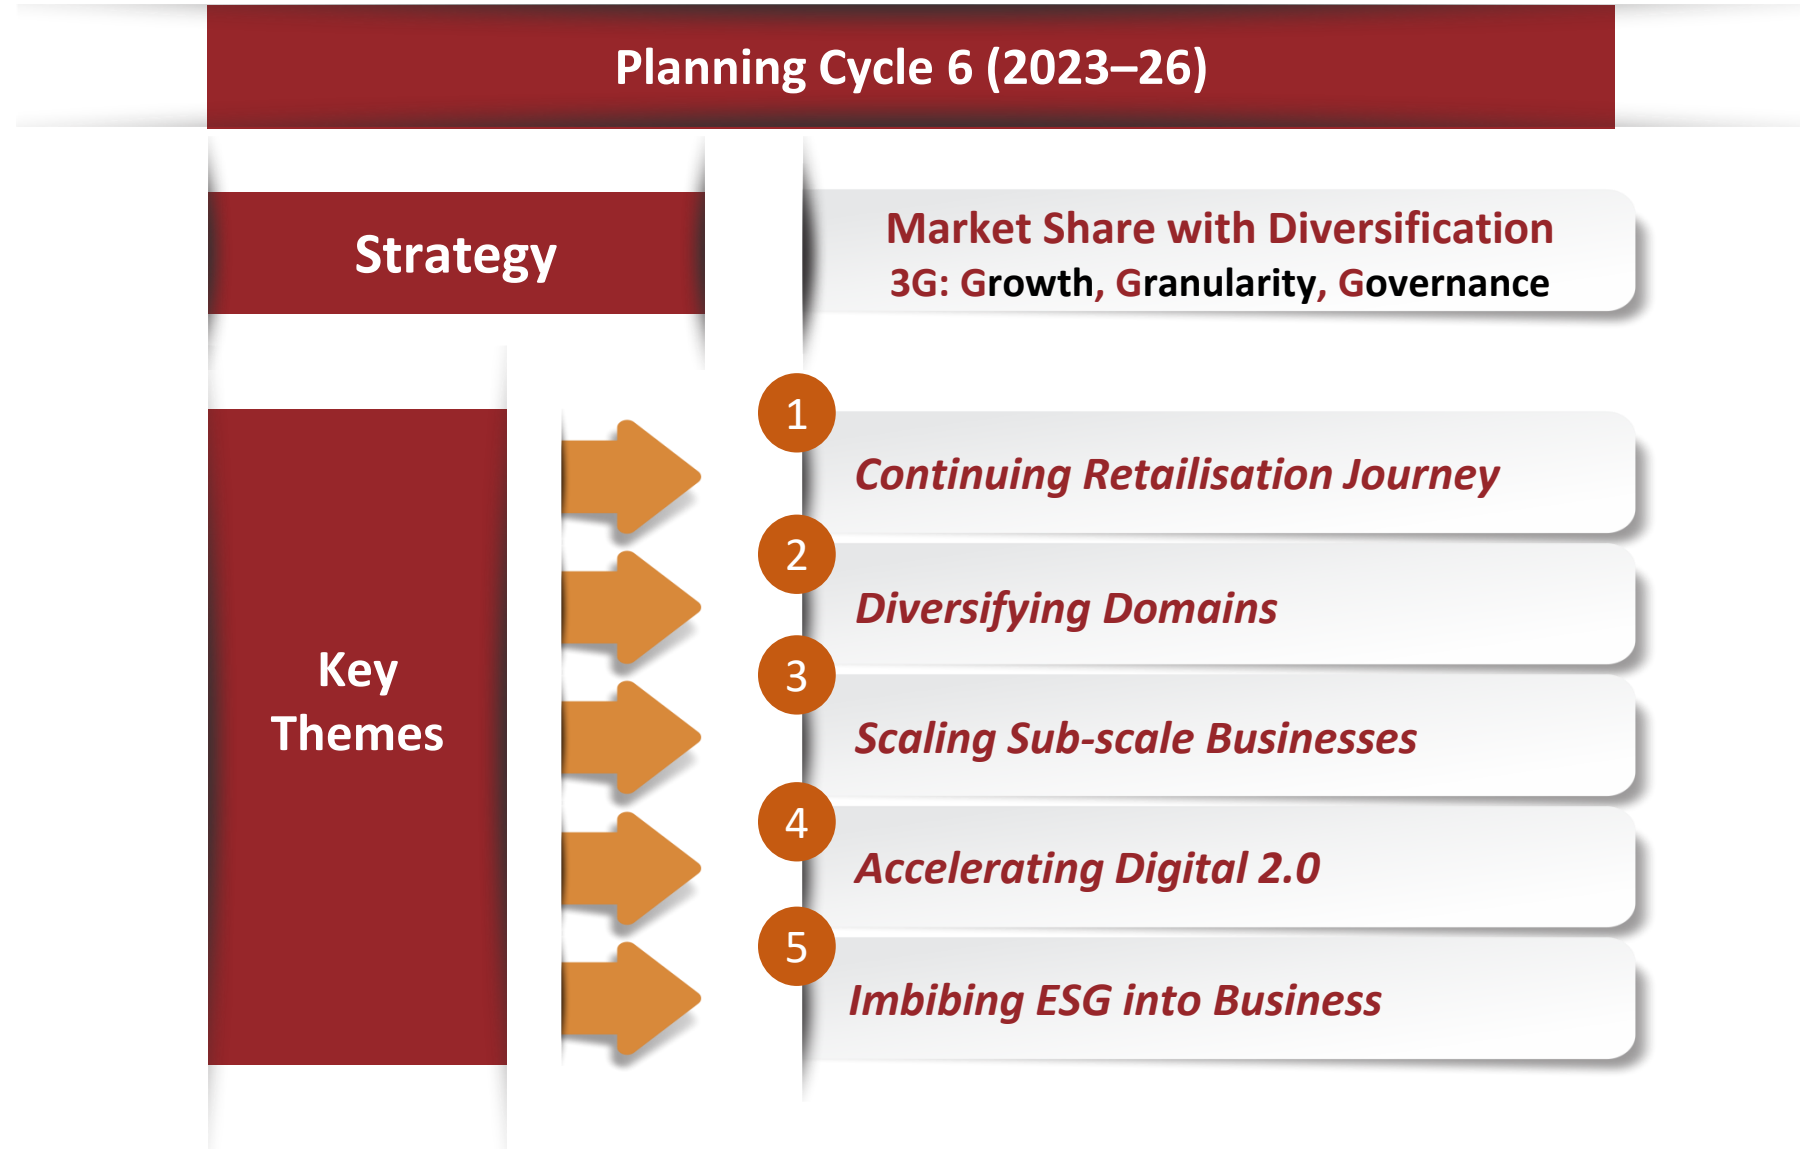 Planning Cycle 6 (2023–26)
Strategy
Market Share with Diversification
3G: Growth, Granularity, Governance
Key
Themes
1
Continuing Retailisation Journey
2
Diversifying Domains
3
Scaling Sub-scale Businesses
4
Accelerating Digital 2.0
5
Imbibing ESG into Business